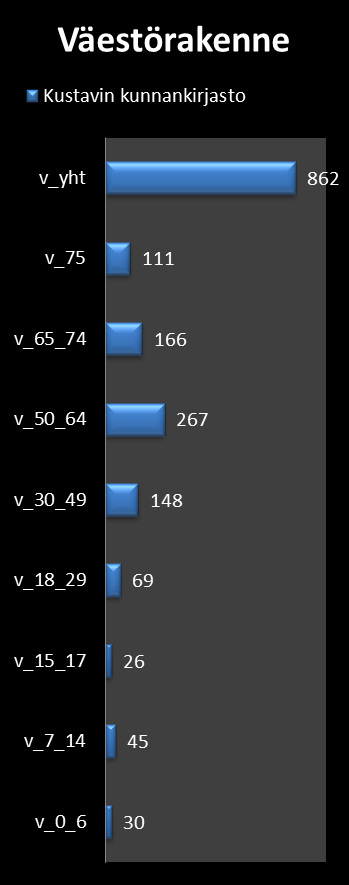 Väestörakenne
Kustavin kunnankirjasto
v_yht 862
v_75 111
v_65_74 166
v_50_64 267
v_30_49 148
v_18_29 69
v_15_17 26
v_7_14 45
v_0_6 30